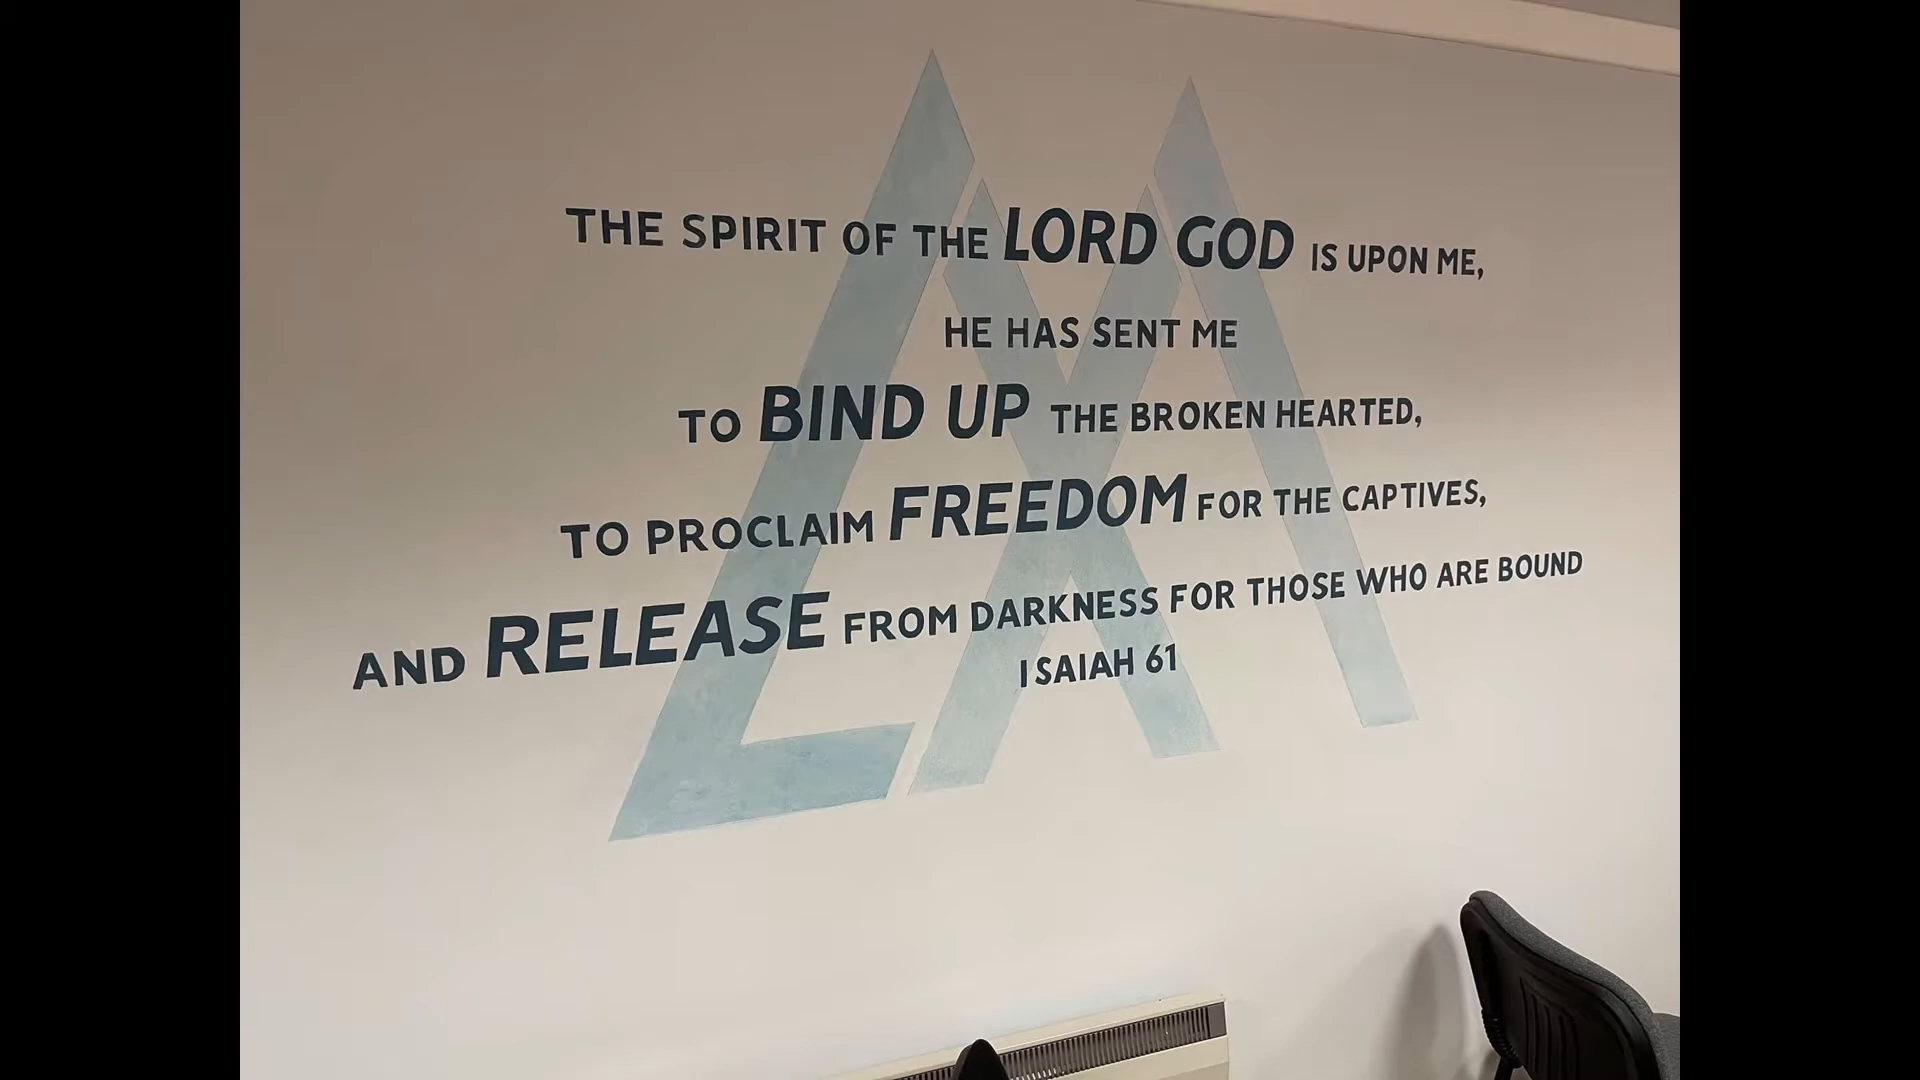 THE SPIRIT OF THE LORD GOD IS UPON ME,
HE HAS SENT ME
TO BIND UP THE BROKEN HEARTED,
TO PROCLAIM FREEDOM FOR THE CAPTIVES,
AND RELEASE FROM DARKNESS FOR THOSE WHO ARE BOUND
ISAIAH 61